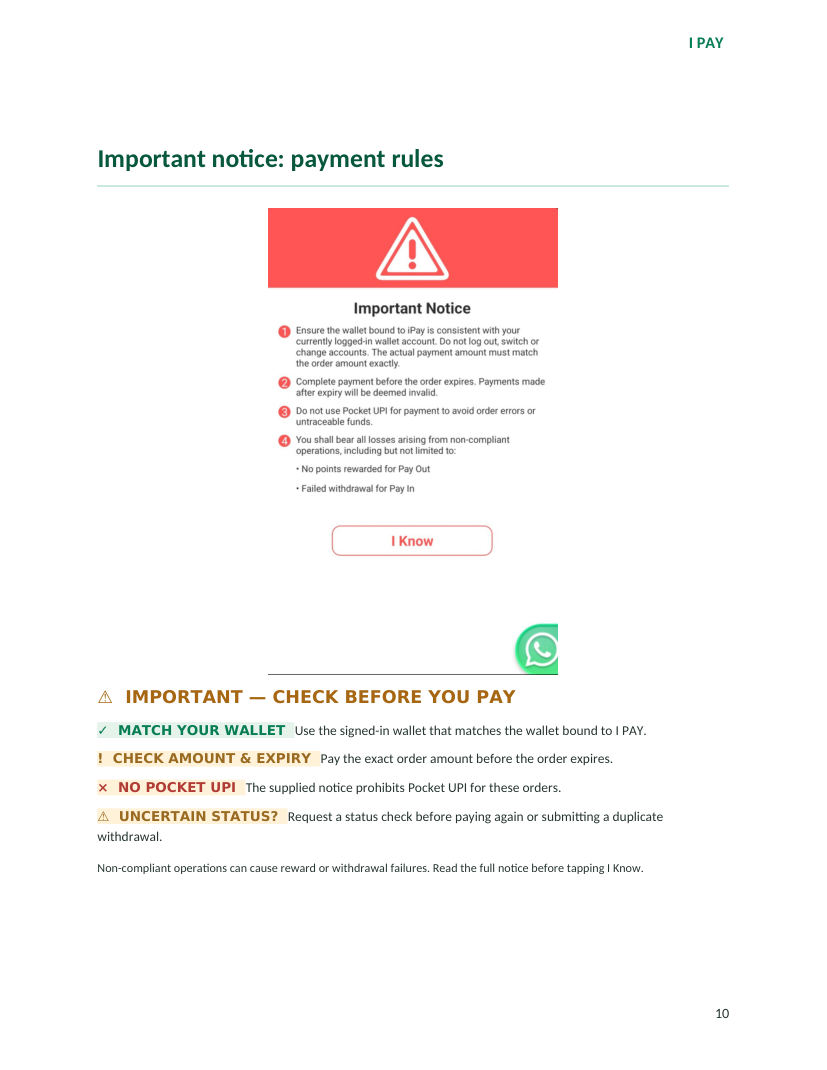 I PAY
Important notice: payment rules
Important Notice
1 Ensure the wallet bound to iPay is consistent with your
currently logged-in wallet account. Do not log out, switch or
change accounts. The actual payment amount must match
the order amount exactly.
2 Complete payment before the order expires. Payments made
after expiry will be deemed invalid.
3 Do not use Pocket UPI for payment to avoid order errors or
untraceable funds.
4 You shall bear all losses arising from non-compliant
operations, including but not limited to:
• No points rewarded for Pay Out
• Failed withdrawal for Pay In
I Know
⚠ IMPORTANT — CHECK BEFORE YOU PAY
✓ MATCH YOUR WALLET Use the signed-in wallet that matches the wallet bound to I PAY.
! CHECK AMOUNT & EXPIRY Pay the exact order amount before the order expires.
× NO POCKET UPI The supplied notice prohibits Pocket UPI for these orders.
⚠ UNCERTAIN STATUS? Request a status check before paying again or submitting a duplicate
withdrawal.
Non-compliant operations can cause reward or withdrawal failures. Read the full notice before tapping I Know.
10